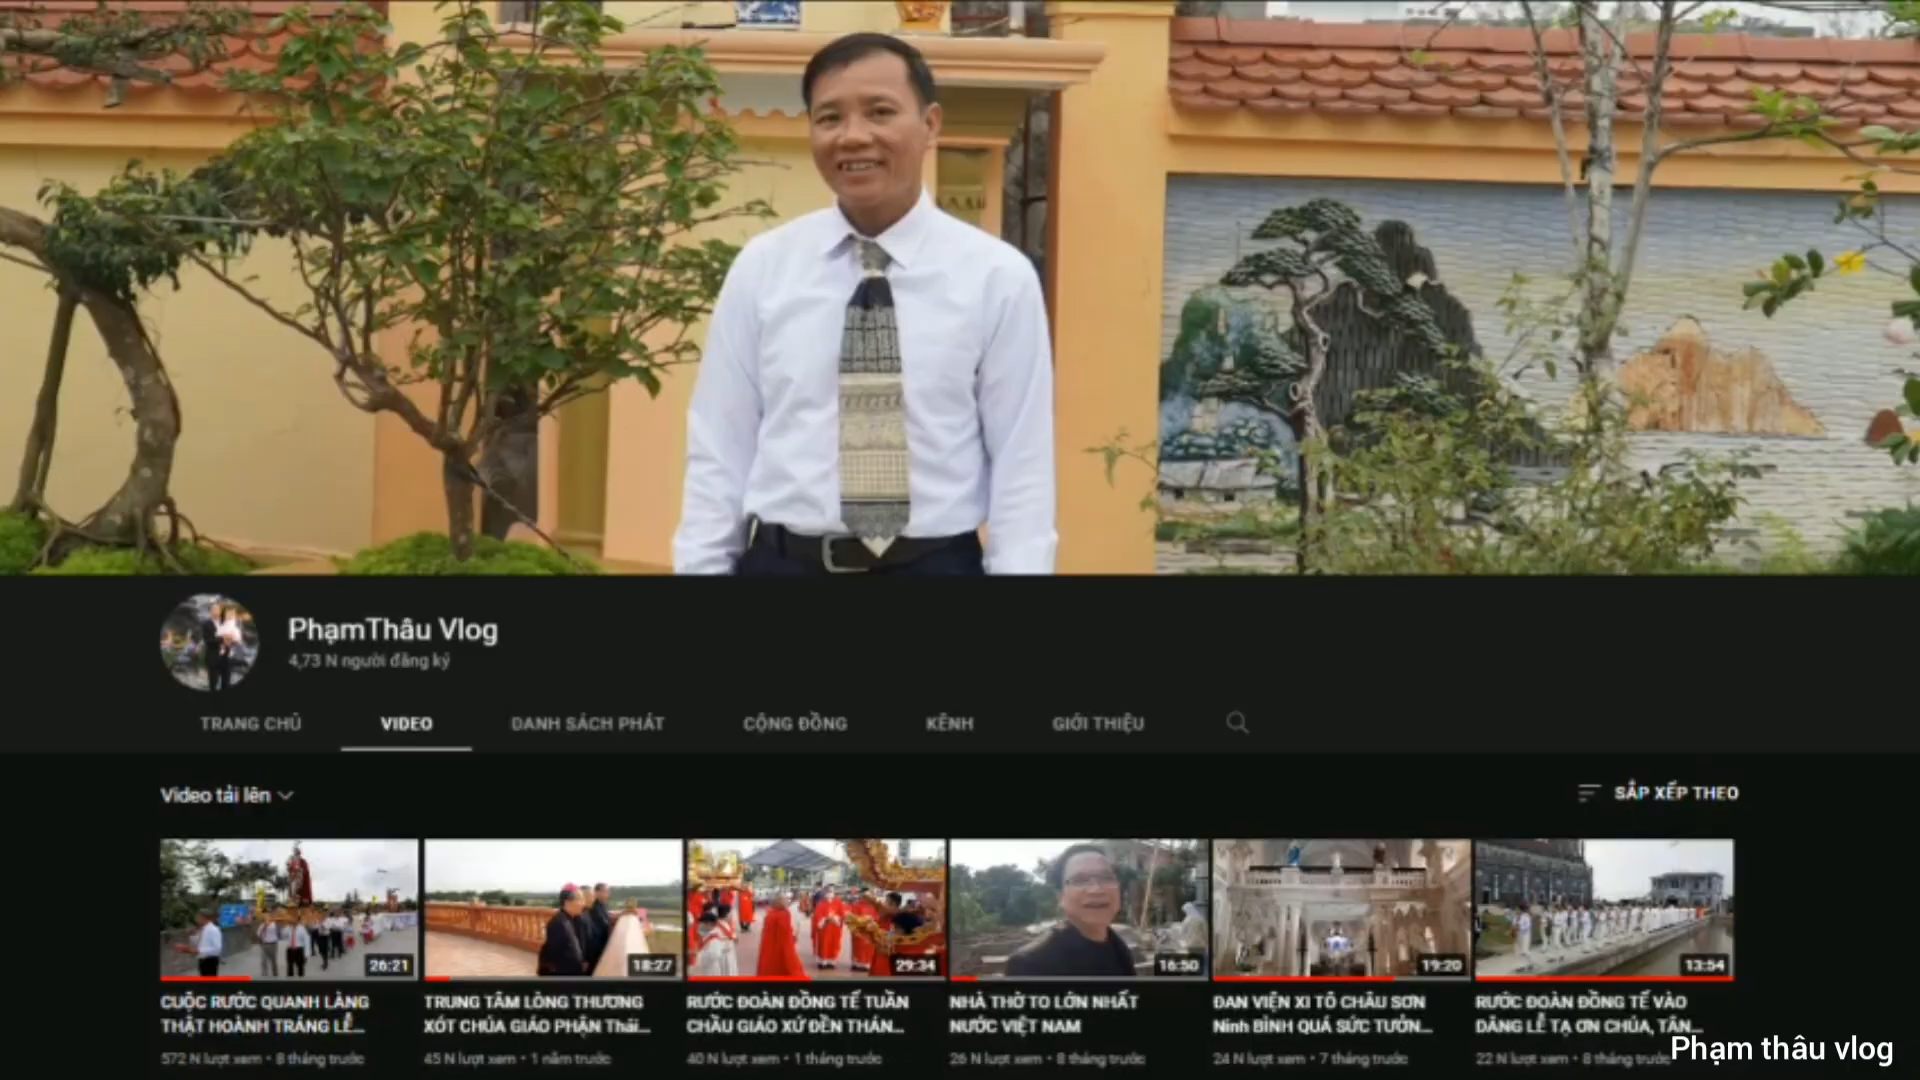 PhạmThâu Vlog
4,73 N người đăng ký
TRANG CHỦ
VIDEO
DANH SÁCH PHÁT
CỘNG ĐỒNG
KÊNH
GIỚI THIỆU
Video tải lên
SẮP XẾP THEO
26:21
18:27
29:34
16:50
19:20
13:54
CUỘC RƯỚC QUANH LÀNG
THẬT HOÀNH TRÁNG LỄ...
572 N lượt xem • 8 tháng trước
TRUNG TÂM LÒNG THƯƠNG
XÓT CHÚA GIÁO PHẬN Thái...
45 N lượt xem • 1 năm trước
RƯỚC ĐOÀN ĐỒNG TẾ TUẦN
CHẦU GIÁO XỨ ĐỀN THÁN...
40 N lượt xem • 1 tháng trước
NHÀ THỜ TO LỚN NHẤT
NƯỚC VIỆT NAM
26 N lượt xem • 8 tháng trước
ĐAN VIỆN XI TÔ CHÂU SƠN
Ninh BÌNH QUÁ SỨC TƯỞN...
24 N lượt xem • 7 tháng trước
RƯỚC ĐOÀN ĐỒNG TẾ VÀO
DÂNG LỄ TẠ ƠN CHÚA, TÂN...
22 N lượt xem • 8 tháng trước
Phạm thâu vlog